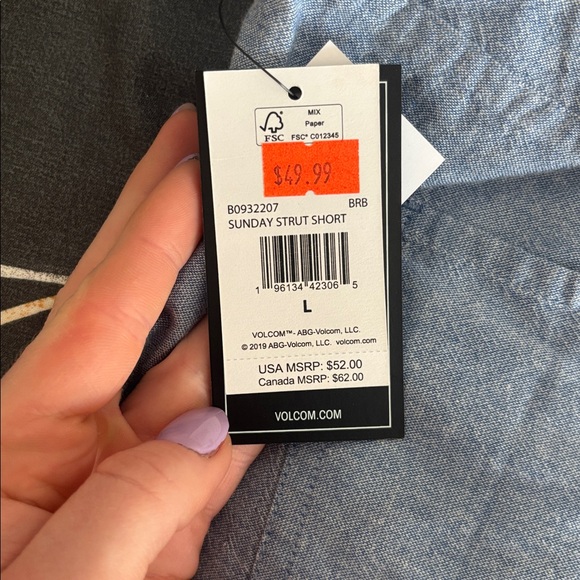 MIX
Paper
FSC
FSC® C012345
$49.99
B0932207 BRB
SUNDAY STRUT SHORT
1 96134 42306 5
L
VOLCOM™- ABG-Volcom, LLC.
© 2019 ABG-Volcom, LLC. volcom.com
USA MSRP: $52.00
Canada MSRP: $62.00
VOLCOM.COM